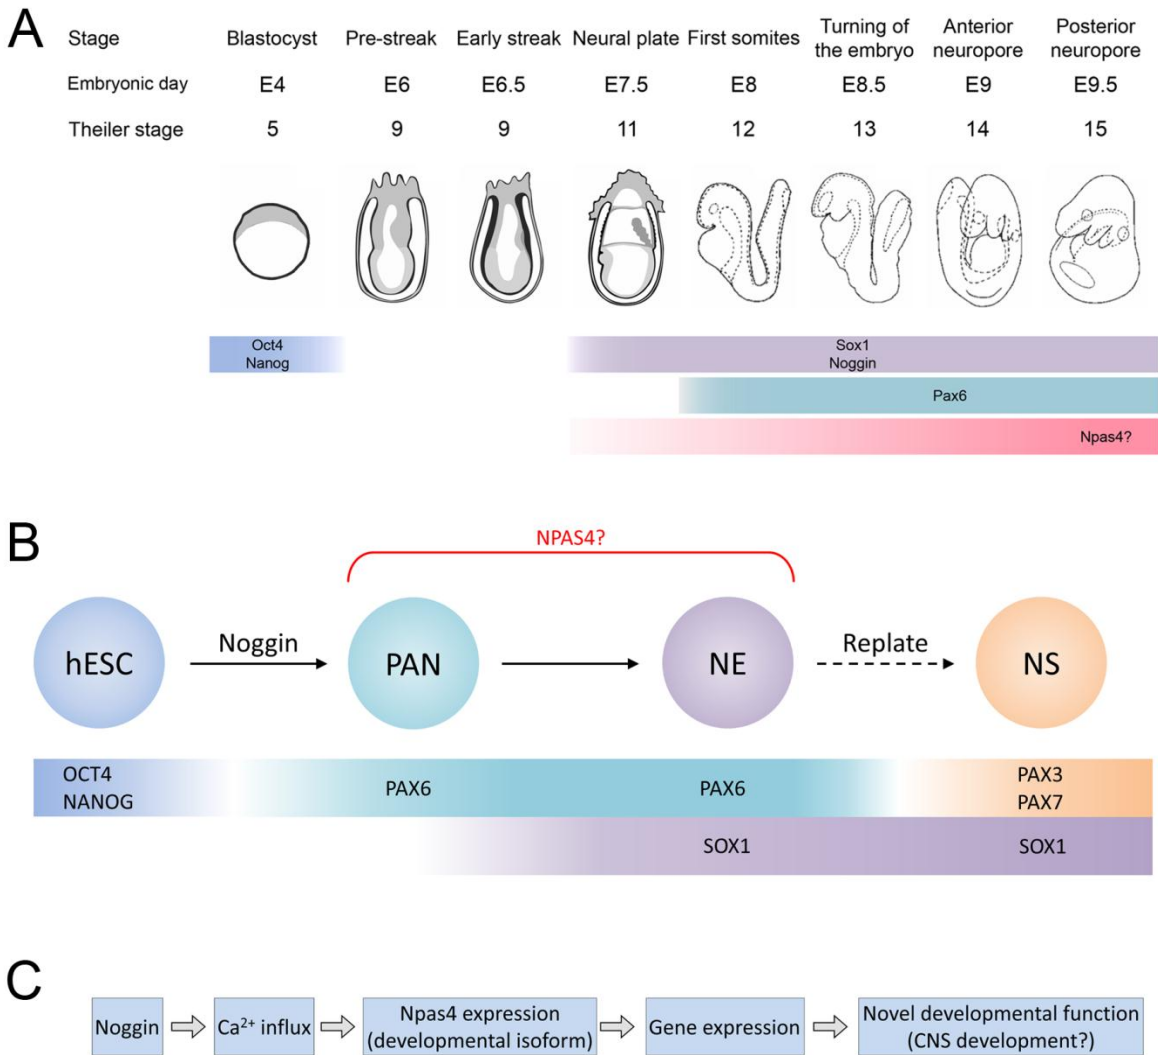 A
Stage Blastocyst Pre-streak Early streak Neural plate First somites Turning of the embryo Anterior neuropore Posterior neuropore
Embryonic day E4 E6 E6.5 E7.5 E8 E8.5 E9 E9.5
Theiler stage 5 9 9 11 12 13 14 15
Oct4
Nanog
Sox1
Noggin
Pax6
Npas4?
B
NPAS4?
hESC Noggin PAN NE Replate NS
OCT4
NANOG
PAX6 PAX6
PAX3
PAX7
SOX1 SOX1
C
Noggin
Ca²⁺ influx
Npas4 expression
(developmental isoform)
Gene expression
Novel developmental function
(CNS development?)